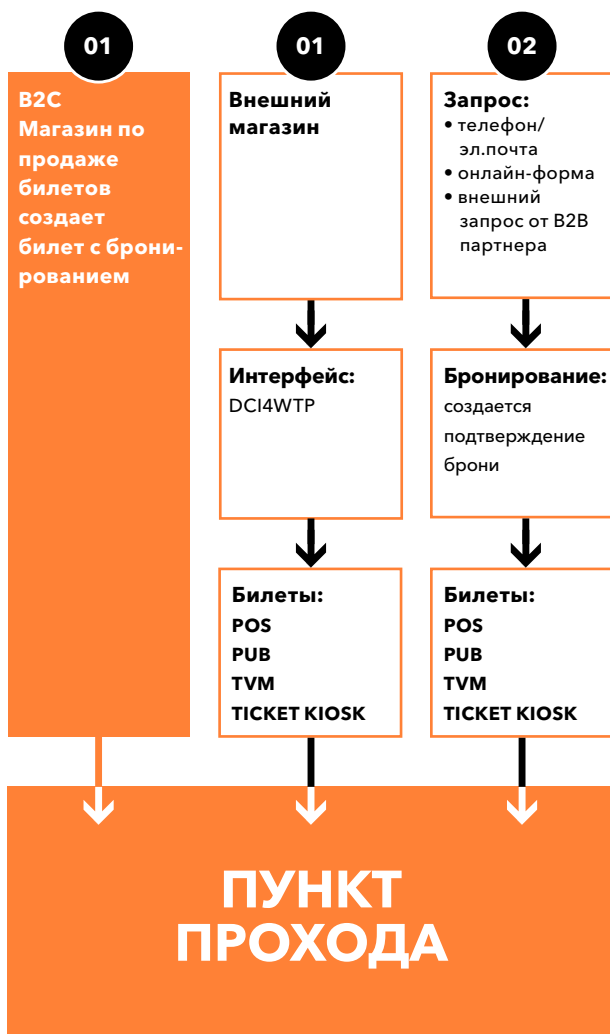 01
B2C
Магазин по
продаже
билетов
создает
билет с брони-
рованием
01
Внешний
магазин
Интерфейс:
DCI4WTP
Билеты:
POS
PUB
TVM
TICKET KIOSK
02
Запрос:
• телефон/
эл.почта
• онлайн-форма
• внешний
запрос от B2B
партнера
Бронирование:
создается
подтверждение
брони
Билеты:
POS
PUB
TVM
TICKET KIOSK
ПУНКТ
ПРОХОДА